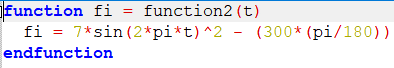 function fi = function2(t)
  fi = 7*sin(2*pi*t)^2 - (300*(pi/180))
endfunction